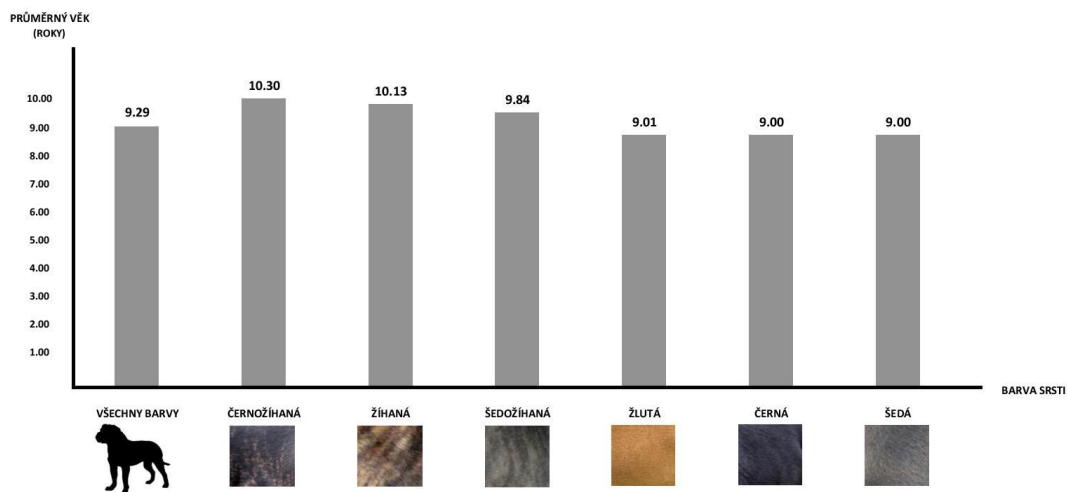 PRŮMĚRNÝ VĚK
(ROKY)
10.00
9.00
8.00
7.00
6.00
5.00
4.00
3.00
2.00
1.00
9.29
10.30
10.13
9.84
9.01
9.00
9.00
BARVA SRSTI
VŠECHNY BARVY
ČERNOŽÍHANÁ
ŽÍHANÁ
ŠEDOŽÍHANÁ
ŽLUTÁ
ČERNÁ
ŠEDÁ